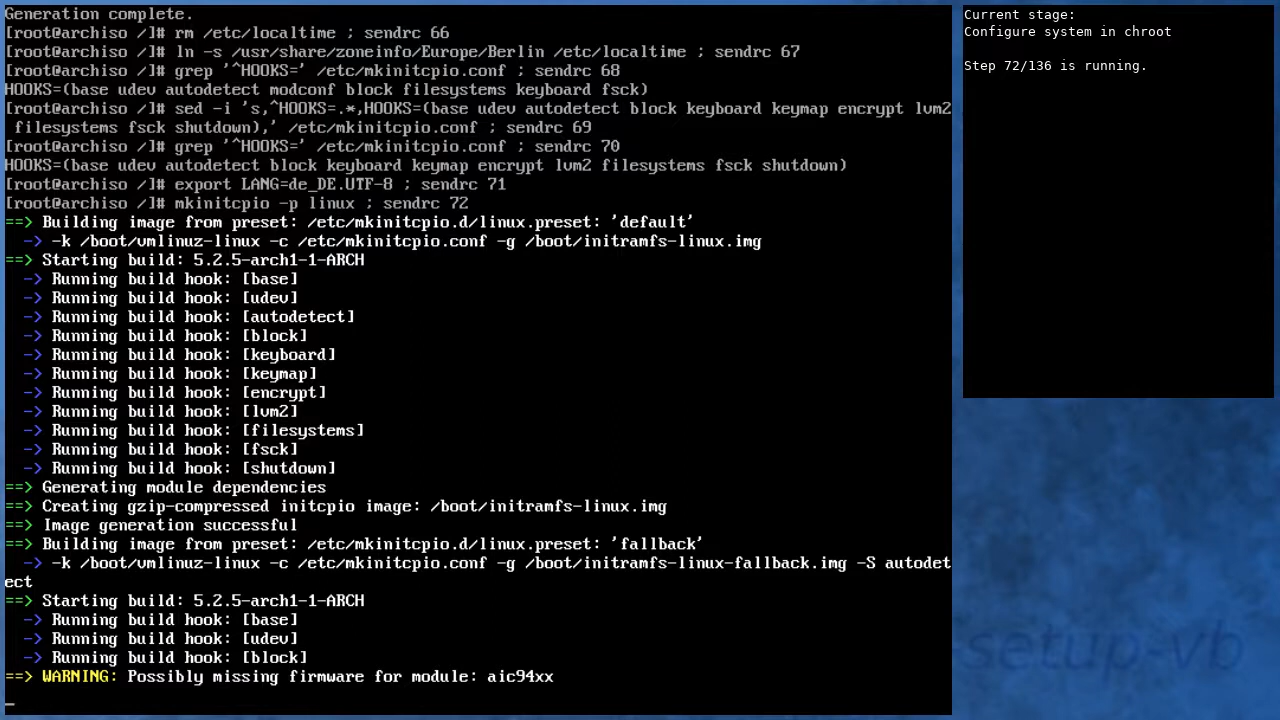 Generation complete.
[root@archiso /]# rm /etc/localtime ; sendrc 66
[root@archiso /]# ln -s /usr/share/zoneinfo/Europe/Berlin /etc/localtime ; sendrc 67
[root@archiso /]# grep '^HOOKS=' /etc/mkinitcpio.conf ; sendrc 68
HOOKS=(base udev autodetect modconf block filesystems keyboard fsck)
[root@archiso /]# sed -i 's,^HOOKS=.*,HOOKS=(base udev autodetect block keyboard keymap encrypt lvm2
 filesystems fsck shutdown),' /etc/mkinitcpio.conf ; sendrc 69
[root@archiso /]# grep '^HOOKS=' /etc/mkinitcpio.conf ; sendrc 70
HOOKS=(base udev autodetect block keyboard keymap encrypt lvm2 filesystems fsck shutdown)
[root@archiso /]# export LANG=de_DE.UTF-8 ; sendrc 71
[root@archiso /]# mkinitcpio -p linux ; sendrc 72
==> Building image from preset: /etc/mkinitcpio.d/linux.preset: 'default'
  -> -k /boot/vmlinuz-linux -c /etc/mkinitcpio.conf -g /boot/initramfs-linux.img
==> Starting build: 5.2.5-arch1-1-ARCH
  -> Running build hook: [base]
  -> Running build hook: [udev]
  -> Running build hook: [autodetect]
  -> Running build hook: [block]
  -> Running build hook: [keyboard]
  -> Running build hook: [keymap]
  -> Running build hook: [encrypt]
  -> Running build hook: [lvm2]
  -> Running build hook: [filesystems]
  -> Running build hook: [fsck]
  -> Running build hook: [shutdown]
==> Generating module dependencies
==> Creating gzip-compressed initcpio image: /boot/initramfs-linux.img
==> Image generation successful
==> Building image from preset: /etc/mkinitcpio.d/linux.preset: 'fallback'
  -> -k /boot/vmlinuz-linux -c /etc/mkinitcpio.conf -g /boot/initramfs-linux-fallback.img -S autodet
ect
==> Starting build: 5.2.5-arch1-1-ARCH
  -> Running build hook: [base]
  -> Running build hook: [udev]
  -> Running build hook: [block]
==> WARNING: Possibly missing firmware for module: aic94xx
Current stage:
Configure system in chroot
Step 72/136 is running.
setup-vb